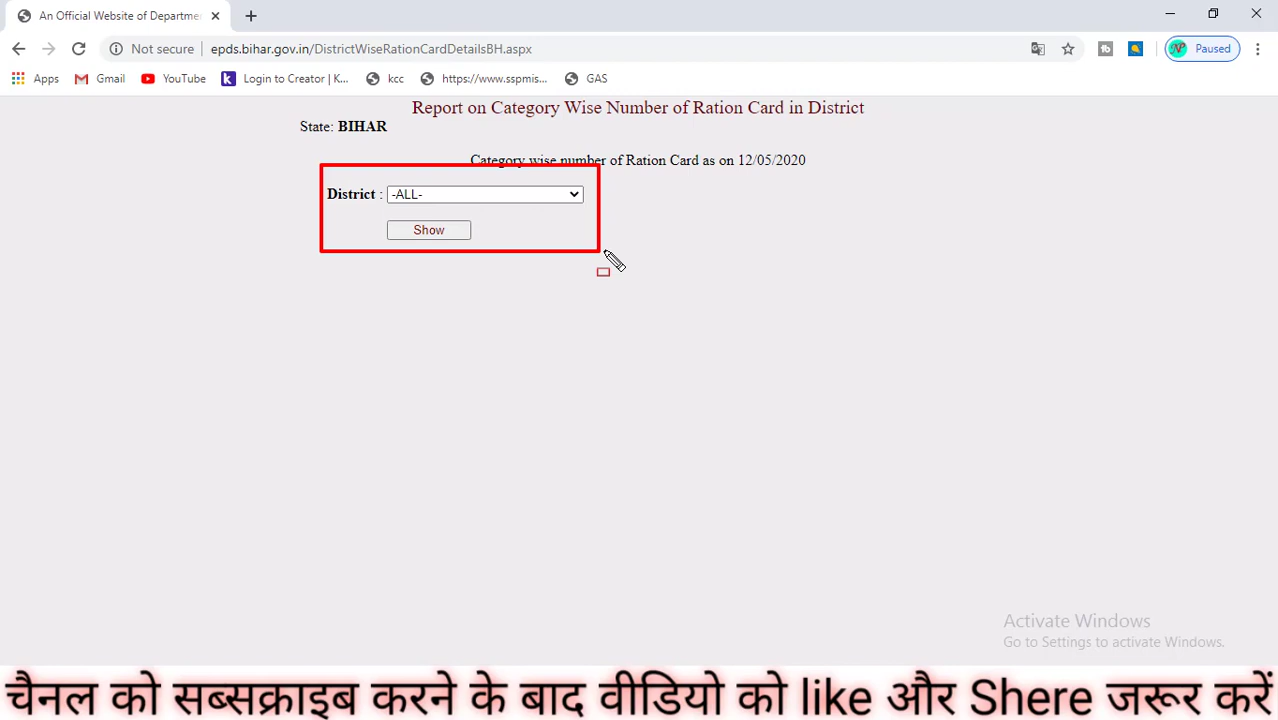 An Official Website of Departme
Not secure epds.bihar.gov.in/DistrictWiseRationCardDetailsBH.aspx Paused
Apps Gmail YouTube Login to Creator | K... kcc https://www.sspmis... GAS
Report on Category Wise Number of Ration Card in District
State: BIHAR
Category wise number of Ration Card as on 12/05/2020
District : -ALL-
Show
Activate Windows
Go to Settings to activate Windows.
चैनल को सब्सक्राइब करने के बाद वीडियो को like और Shere जरूर करें